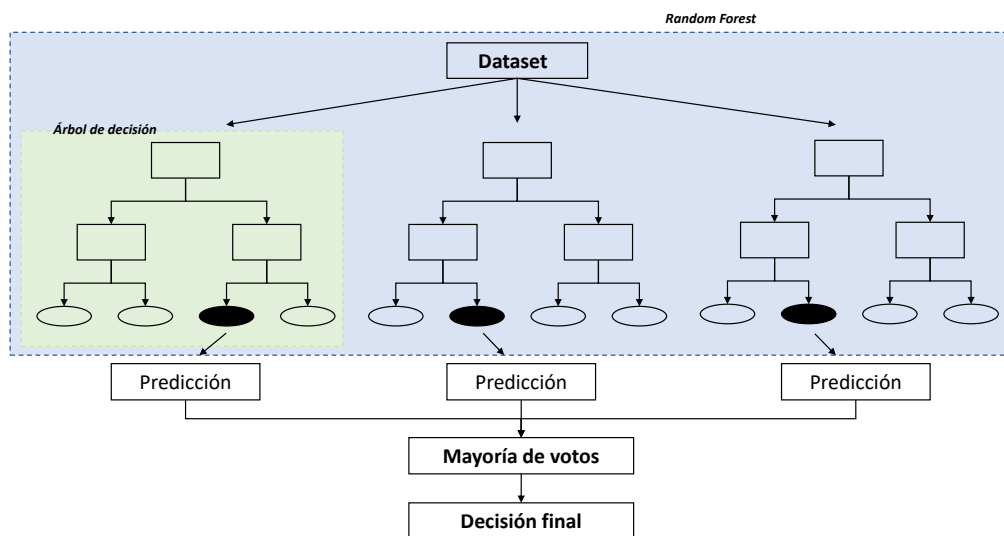 Random Forest
Dataset
Árbol de decisión
Predicción
Predicción
Predicción
Mayoría de votos
Decisión final